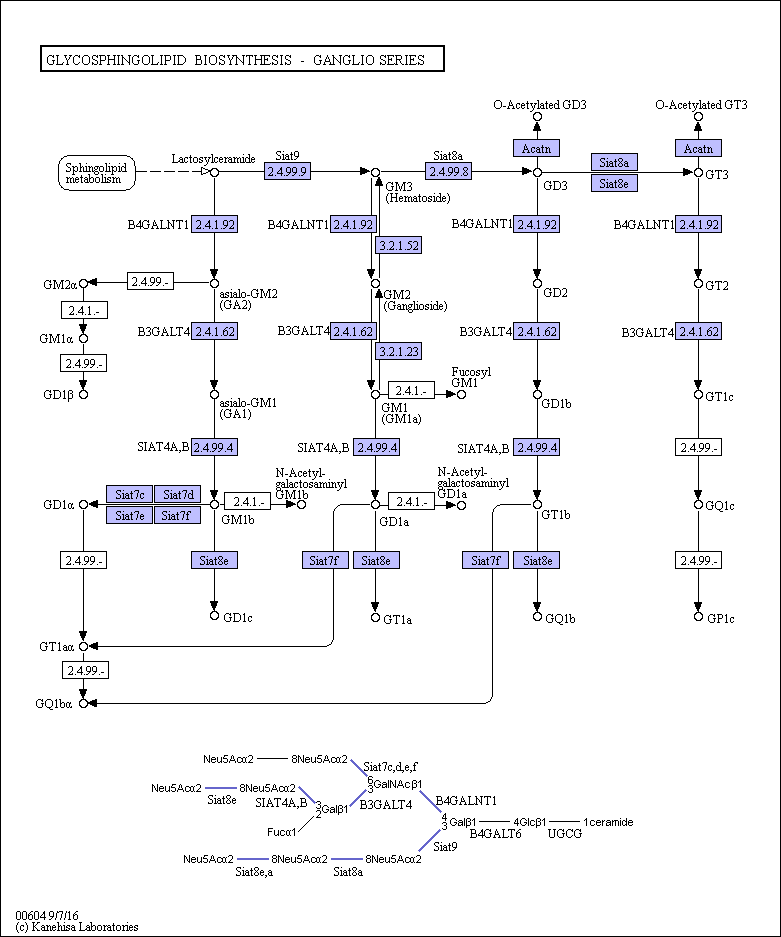 GLYCOSPHINGOLIPID BIOSYNTHESIS - GANGLIO SERIES
O-Acetylated GD3
O-Acetylated GT3
Sphingolipid
metabolism
Lactosylceramide
Siat9
2.4.99.9
Siat8a
2.4.99.8
Acatn
Siat8a
Siat8e
Acatn
GM3
(Hematoside)
GD3
GT3
B4GALNT1 2.4.1.92
B4GALNT1 2.4.1.92
B4GALNT1 2.4.1.92
B4GALNT1 2.4.1.92
3.2.1.52
GM2α
2.4.99.-
asialo-GM2
(GA2)
GM2
(Ganglioside)
GD2
GT2
2.4.1.-
GM1α
B3GALT4 2.4.1.62
B3GALT4 2.4.1.62
B3GALT4 2.4.1.62
B3GALT4 2.4.1.62
3.2.1.23
2.4.99.-
GD1β
asialo-GM1
(GA1)
GM1
(GM1a)
2.4.1.-
Fucosyl
GM1
GD1b
GT1c
SIAT4A,B 2.4.99.4
SIAT4A,B 2.4.99.4
SIAT4A,B 2.4.99.4
2.4.99.-
GD1α
Siat7c
Siat7d
Siat7e
Siat7f
GM1b
2.4.1.-
N-Acetyl-
galactosaminyl
GM1b
GD1a
2.4.1.-
N-Acetyl-
galactosaminyl
GD1a
GT1b
GQ1c
2.4.99.-
Siat8e
Siat7f
Siat8e
Siat7f
Siat8e
2.4.99.-
GD1c
GT1a
GQ1b
GP1c
GT1aα
2.4.99.-
GQ1bα
Neu5Acα2
8Neu5Acα2
Siat7c,d,e,f
Neu5Acα2
8Neu5Acα2
Siat8e
SIAT4A,B
6
3
GalNAcβ1
3
2
Galβ1
B3GALT4
B4GALNT1
Fucα1
4
3
Galβ1
4Glcβ1
1ceramide
B4GALT6
UGCG
Siat9
Neu5Acα2
8Neu5Acα2
8Neu5Acα2
Siat8e,a
Siat8a
00604 9/7/16
(c) Kanehisa Laboratories